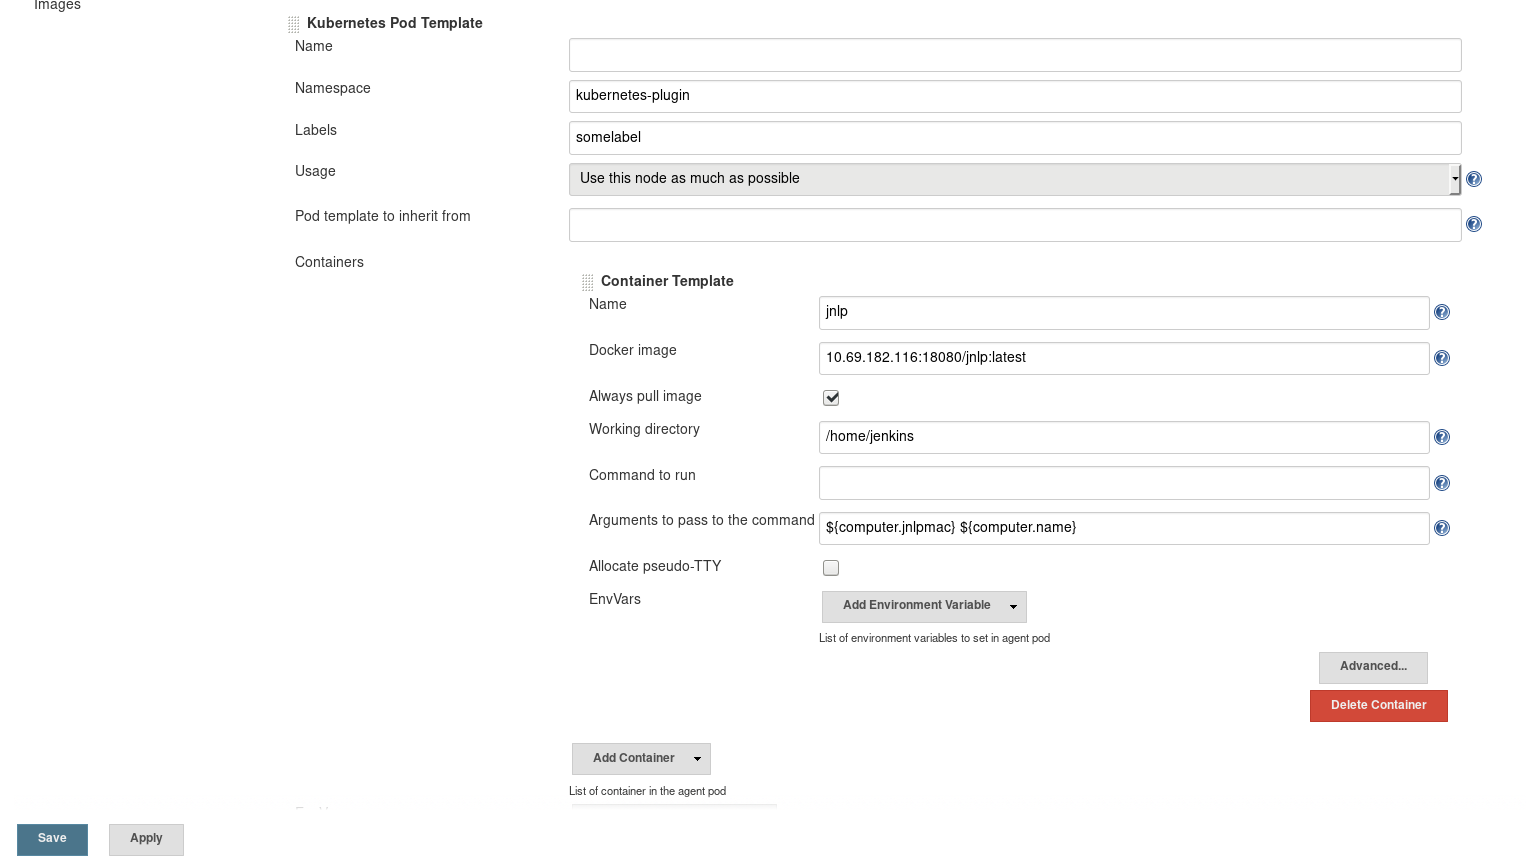 Images
Kubernetes Pod Template
Name
Namespace kubernetes-plugin
Labels somelabel
Usage Use this node as much as possible
Pod template to inherit from
Containers
Container Template
Name jnlp
Docker image 10.69.182.116:18080/jnlp:latest
Always pull image
Working directory /home/jenkins
Command to run
Arguments to pass to the command ${computer.jnlpmac} ${computer.name}
Allocate pseudo-TTY
EnvVars Add Environment Variable
List of environment variables to set in agent pod
Advanced...
Delete Container
Add Container
List of container in the agent pod
Save Apply